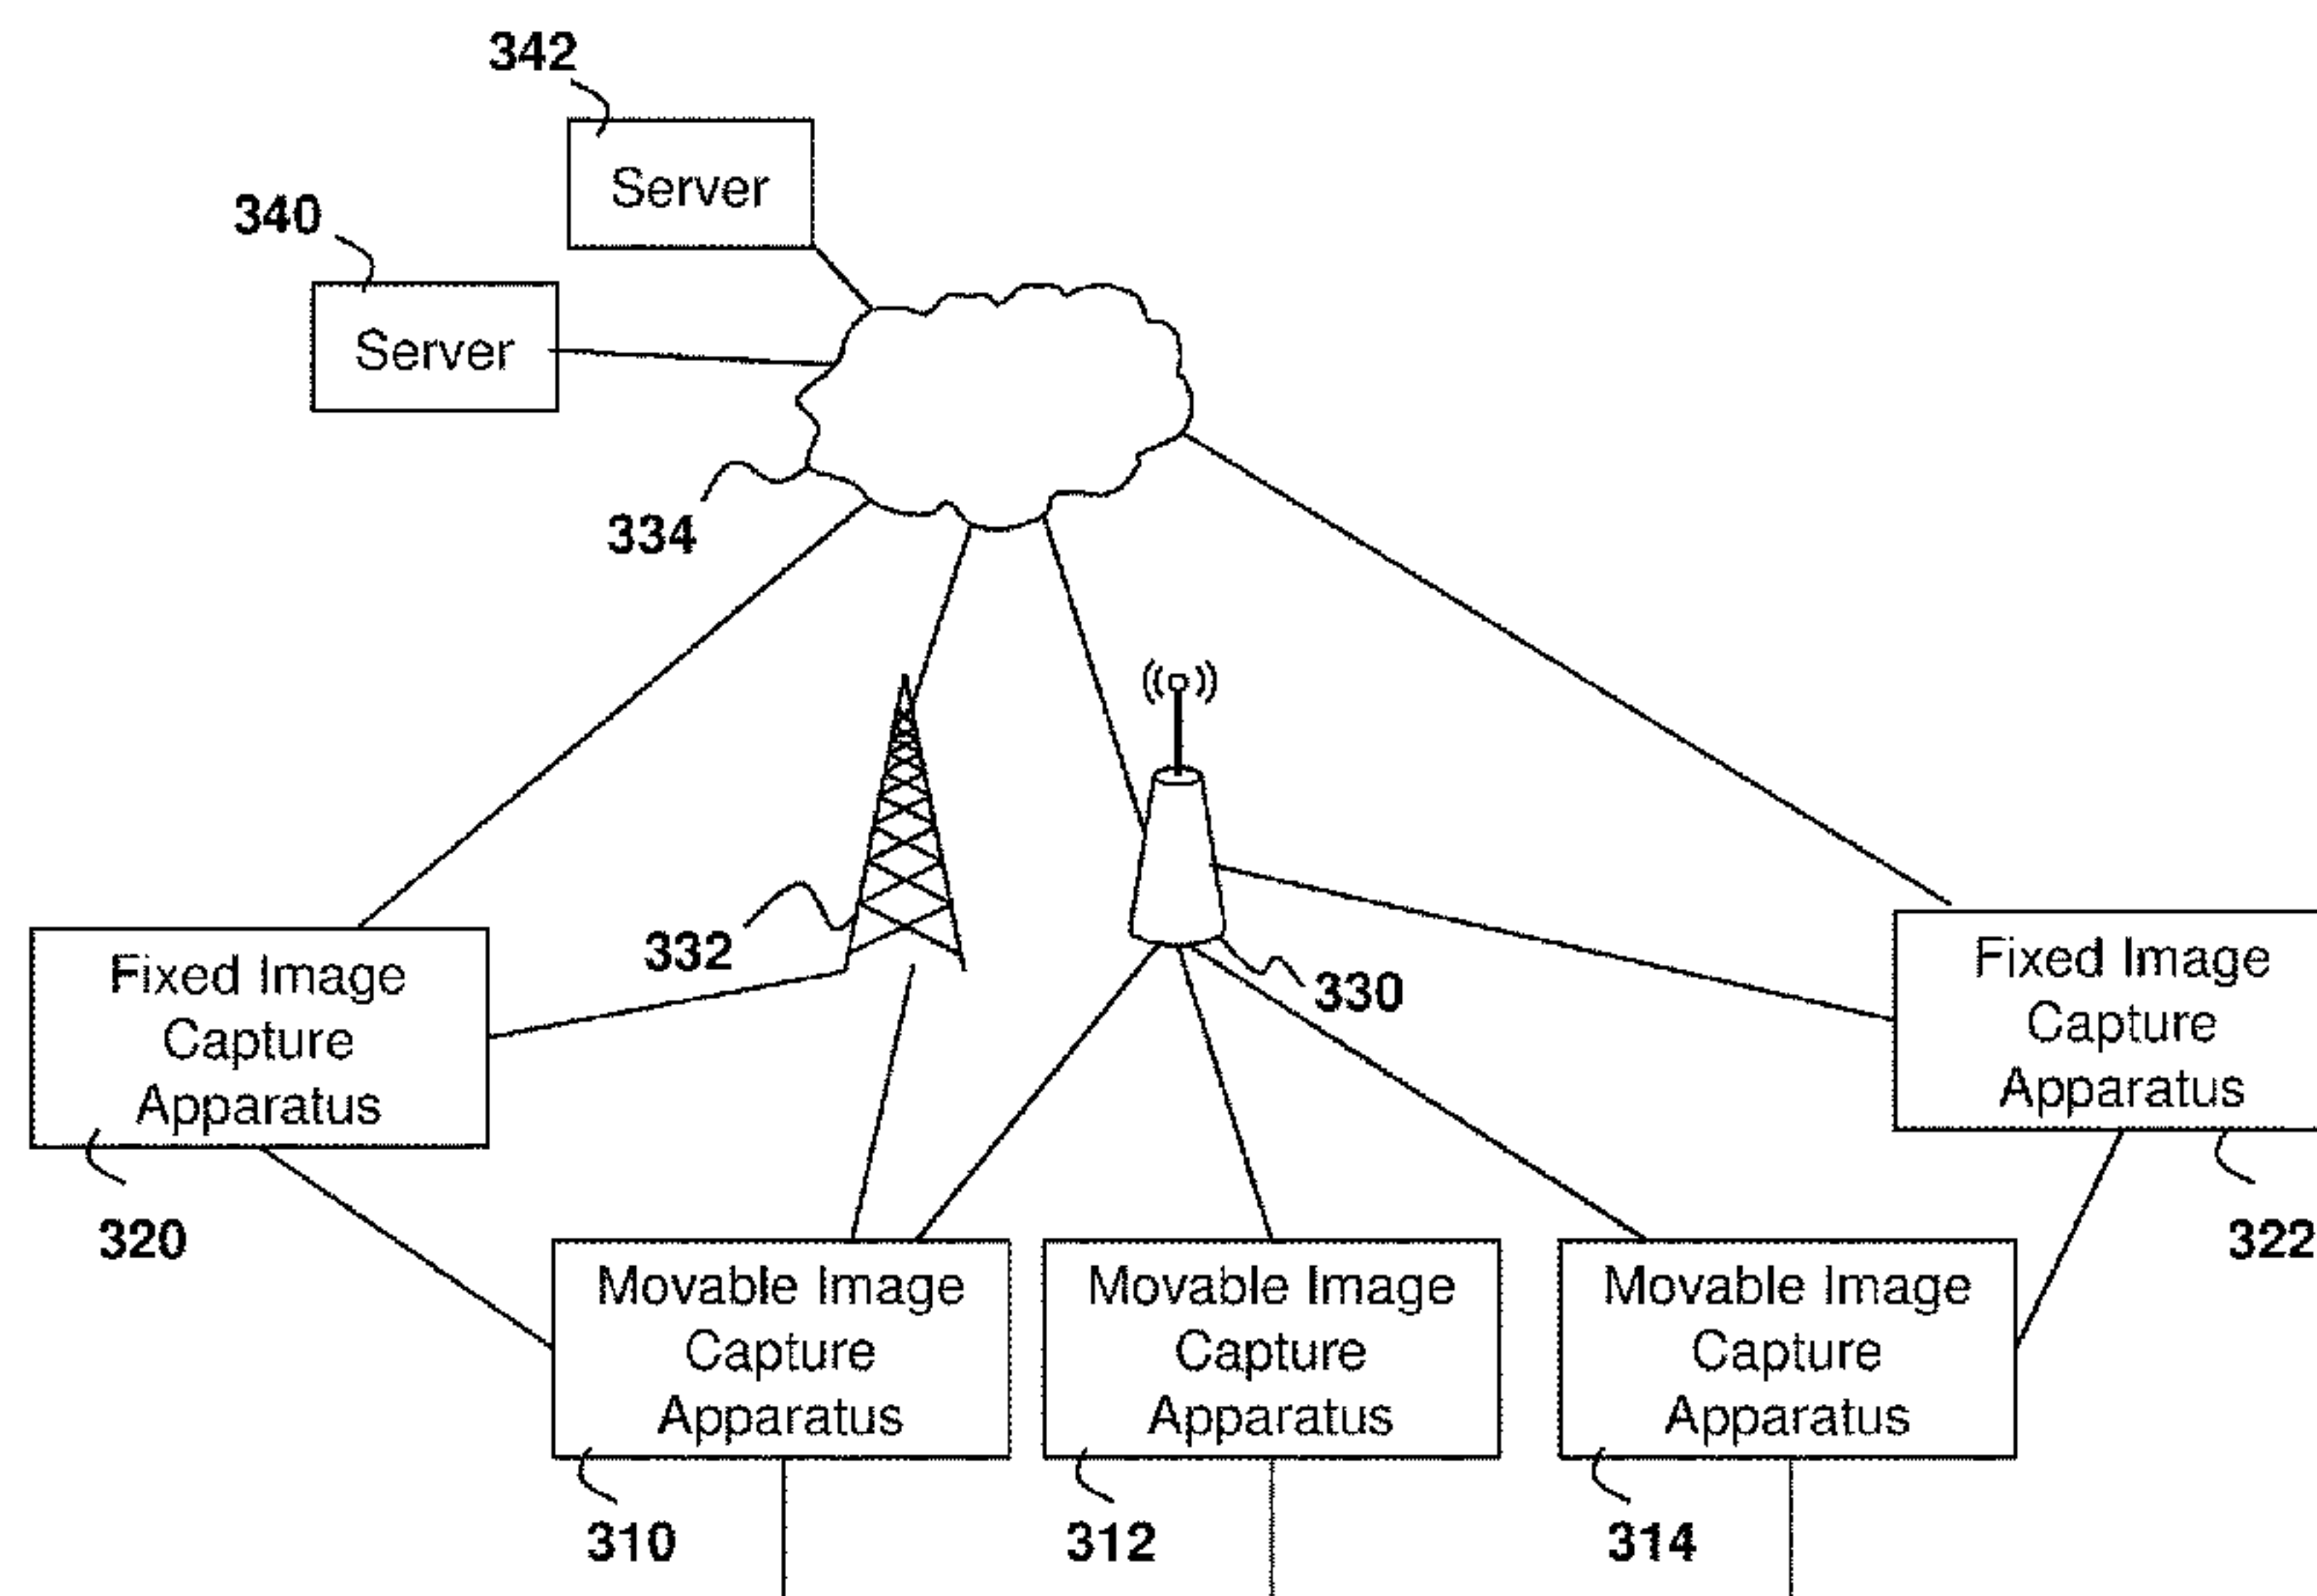 342
Server
340
Server
334
332
330
Fixed Image
Capture
Apparatus
320
Fixed Image
Capture
Apparatus
322
Movable Image
Capture
Apparatus
310
Movable Image
Capture
Apparatus
312
Movable Image
Capture
Apparatus
314